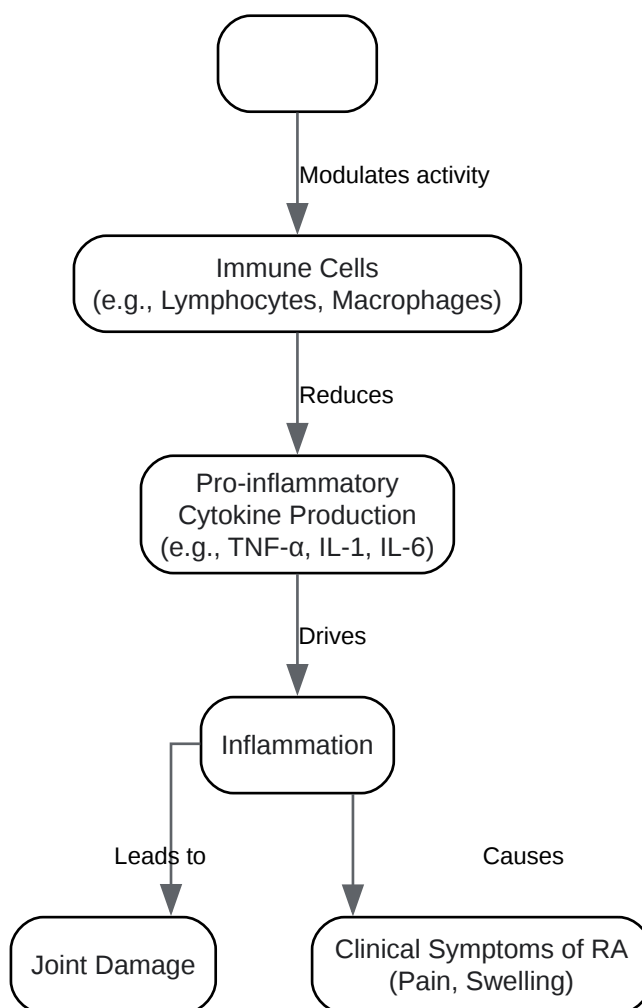 Modulates activity
Immune Cells
(e.g., Lymphocytes, Macrophages)
Reduces
Pro-inflammatory
Cytokine Production
(e.g., TNF-α, IL-1, IL-6)
Drives
Inflammation
Leads to
Causes
Joint Damage
Clinical Symptoms of RA
(Pain, Swelling)